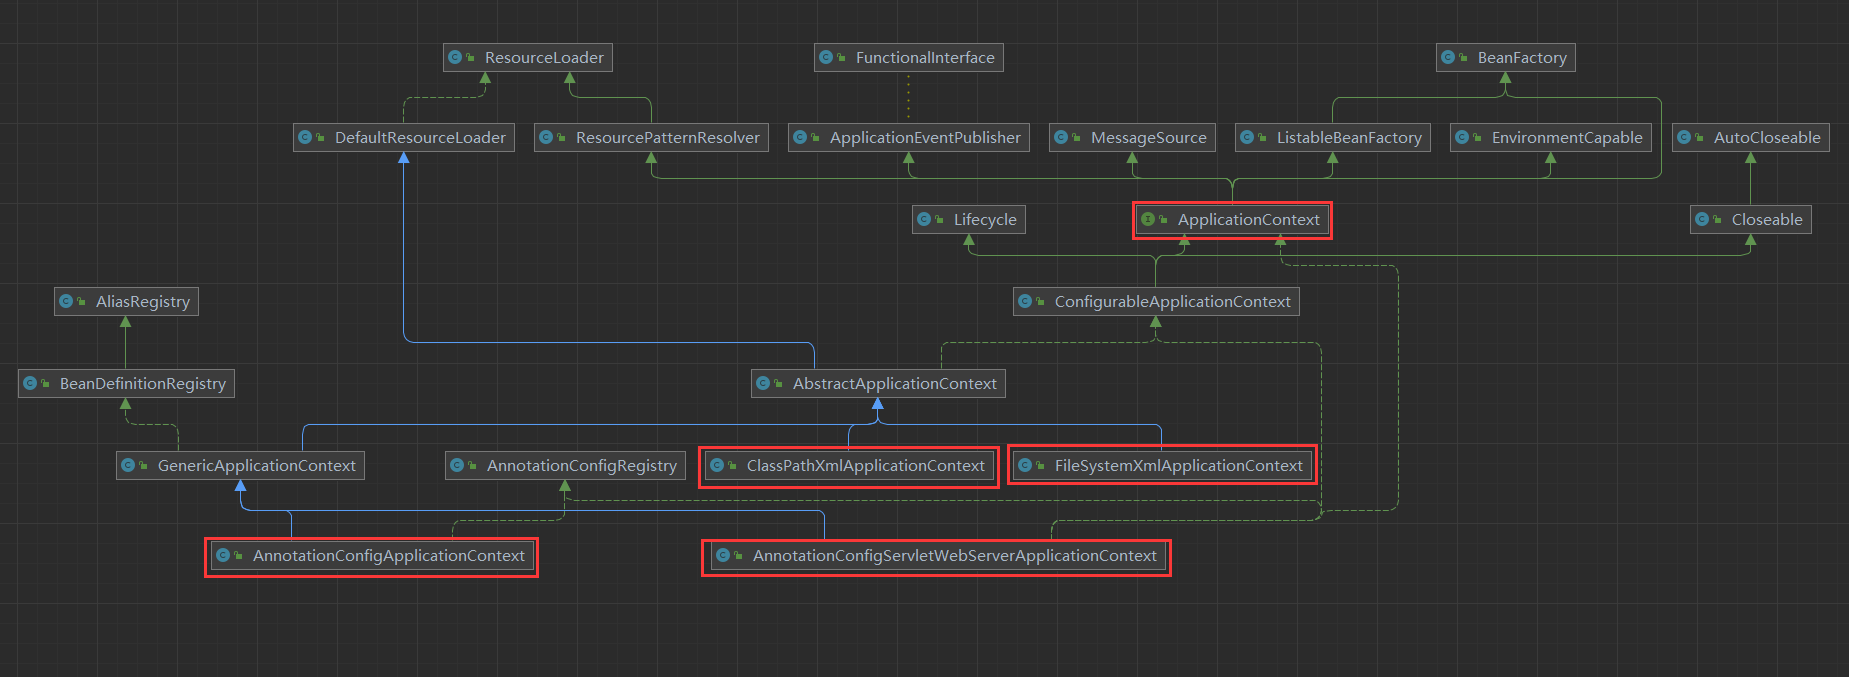 ResourceLoader
FunctionalInterface
BeanFactory
DefaultResourceLoader
ResourcePatternResolver
ApplicationEventPublisher
MessageSource
ListableBeanFactory
EnvironmentCapable
AutoCloseable
Lifecycle
ApplicationContext
Closeable
AliasRegistry
ConfigurableApplicationContext
BeanDefinitionRegistry
AbstractApplicationContext
GenericApplicationContext
AnnotationConfigRegistry
ClassPathXmlApplicationContext
FileSystemXmlApplicationContext
AnnotationConfigApplicationContext
AnnotationConfigServletWebServerApplicationContext